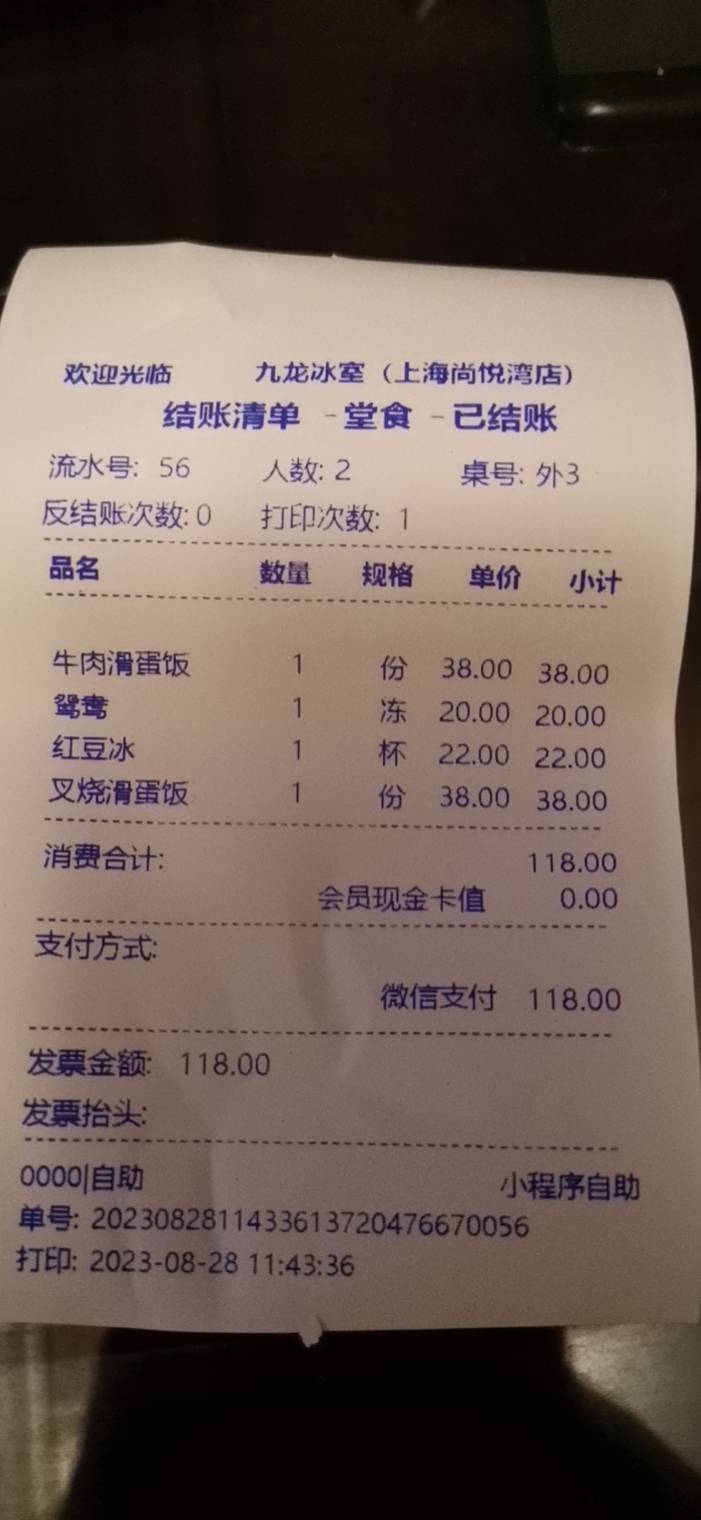 欢迎光临 九龙冰室（上海尚悦湾店）
结账清单 -堂食 -已结账
流水号: 56 人数: 2 桌号: 外3
反结账次数: 0 打印次数: 1
品名 数量 规格 单价 小计
牛肉滑蛋饭 1 份 38.00 38.00
鸳鸯 1 冻 20.00 20.00
红豆冰 1 杯 22.00 22.00
叉烧滑蛋饭 1 份 38.00 38.00
消费合计: 118.00
会员现金卡值 0.00
支付方式:
微信支付 118.00
发票金额: 118.00
发票抬头:
0000|自助 小程序自助
单号: 20230828114336137204766​70056
打印: 2023-08-28 11:43:36